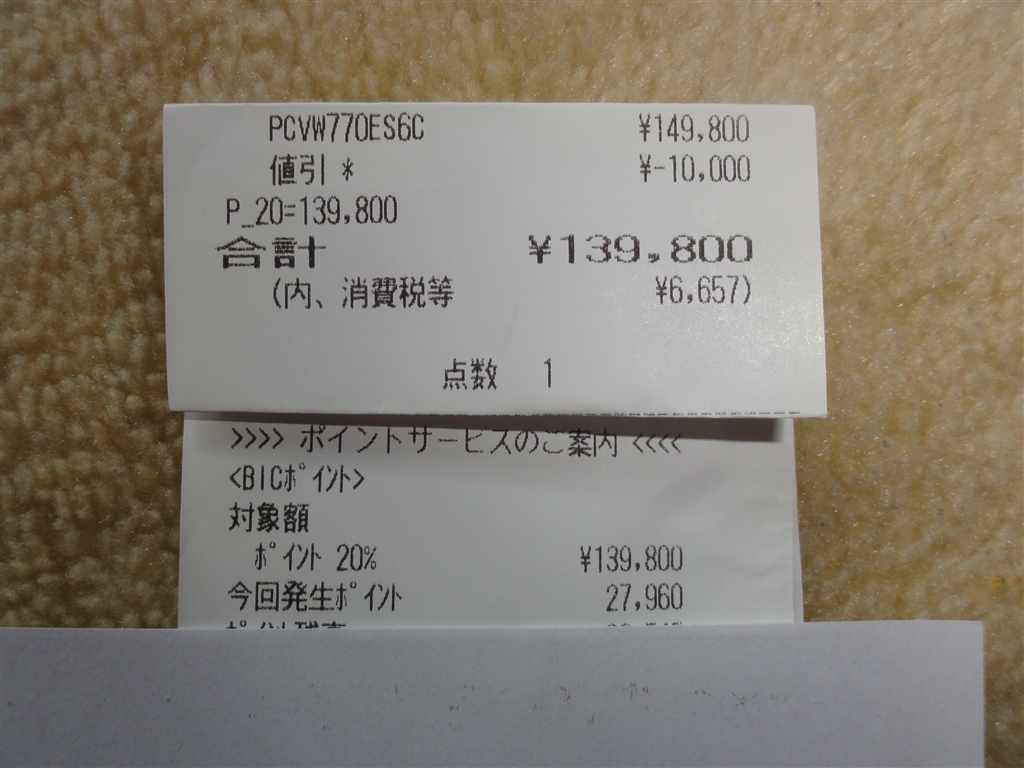 PCVW770ES6C ¥149,800
値引 * ¥-10,000
P_20=139,800
合計 ¥139,800
(内、消費税等 ¥6,657)
点数 1
>>>> ポイントサービスのご案内 <<<<
<BICポイント>
対象額
ポイント 20% ¥139,800
今回発生ポイント 27,960